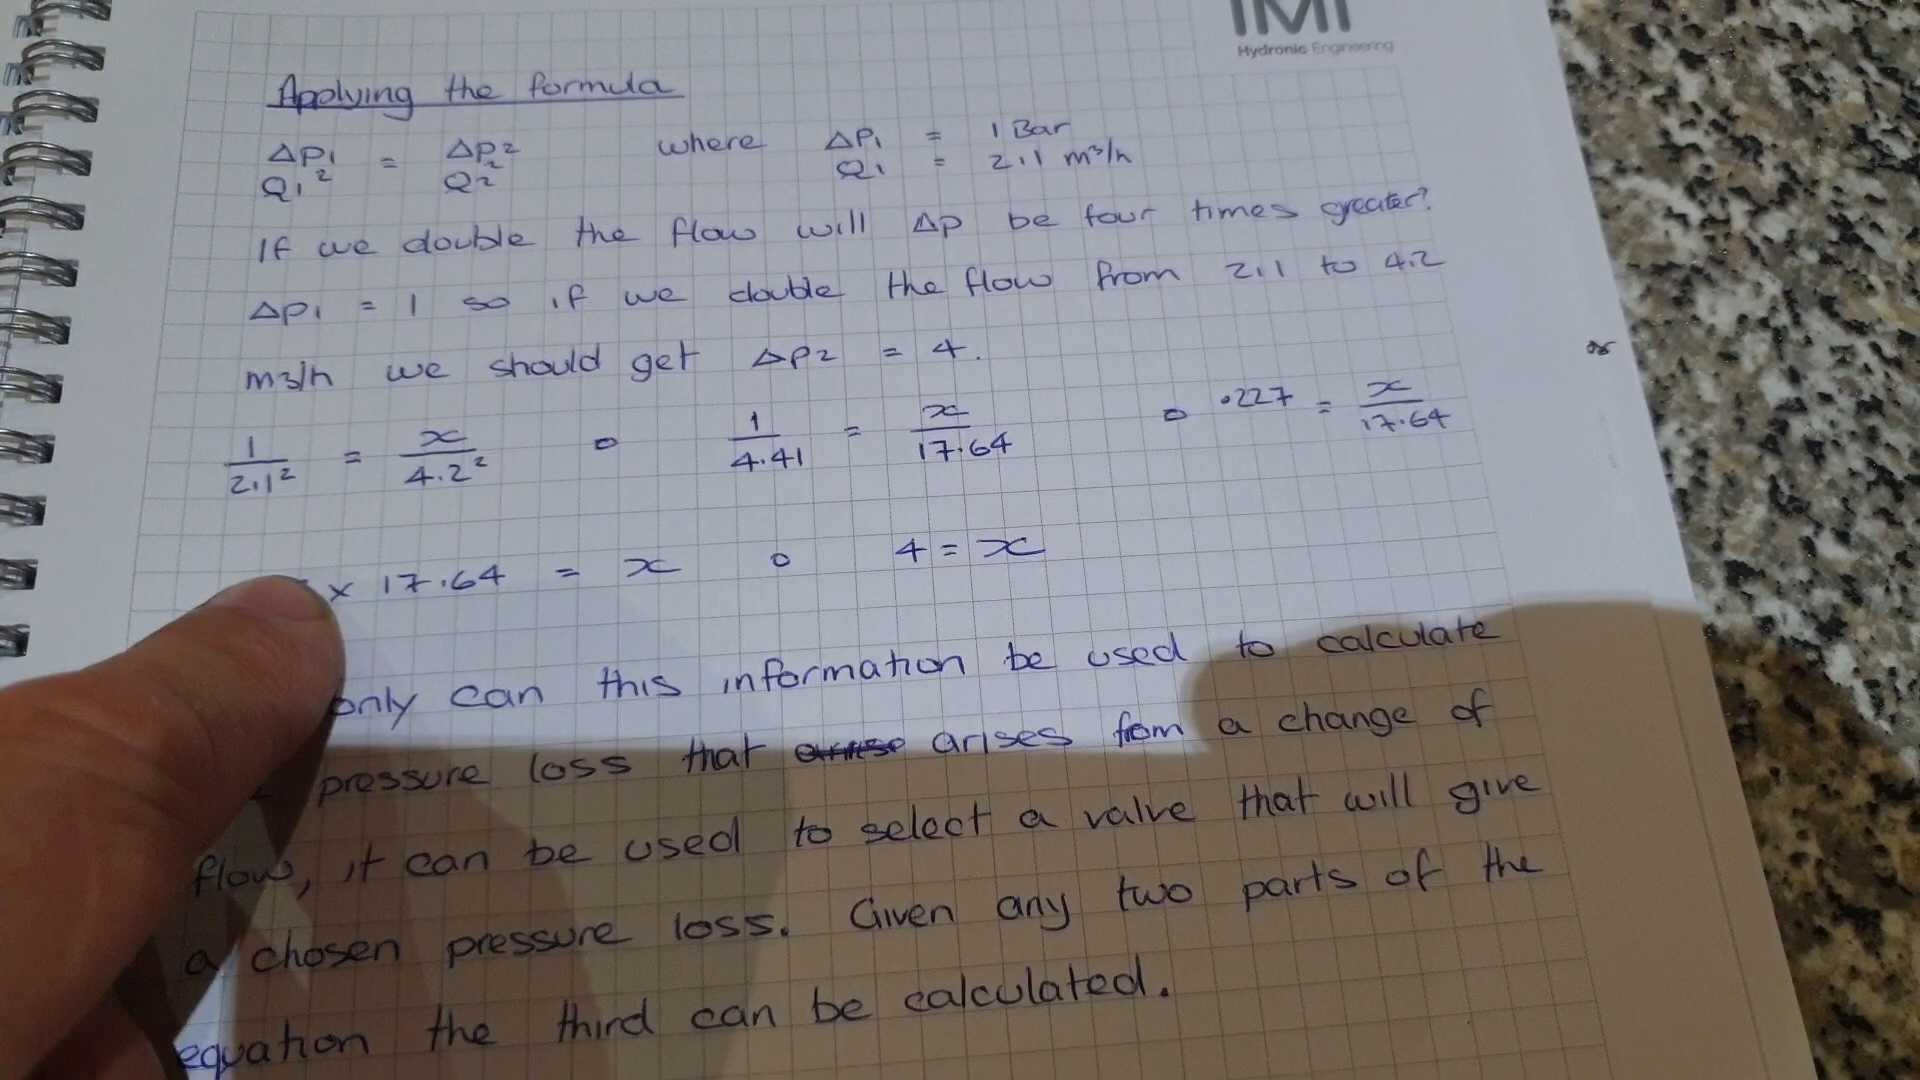 IMI
Hydronic Engineering
Applying the formula
ΔP1 / Q1² = ΔP2 / Q2² where ΔP1 = 1 Bar
Q1 = 2.1 m³/h
If we double the flow will ΔP be four times greater?
ΔP1 = 1 so if we double the flow from 2.1 to 4.2
m3/h we should get ΔP2 = 4.
1 / 2.1² = x / 4.2² o 1 / 4.41 = x / 17.64 o .227 = x / 17.64
x 17.64 = x o 4 = x
only can this information be used to calculate
pressure loss that arises from a change of
flow, it can be used to select a valve that will give
a chosen pressure loss. Given any two parts of the
equation the third can be calculated.